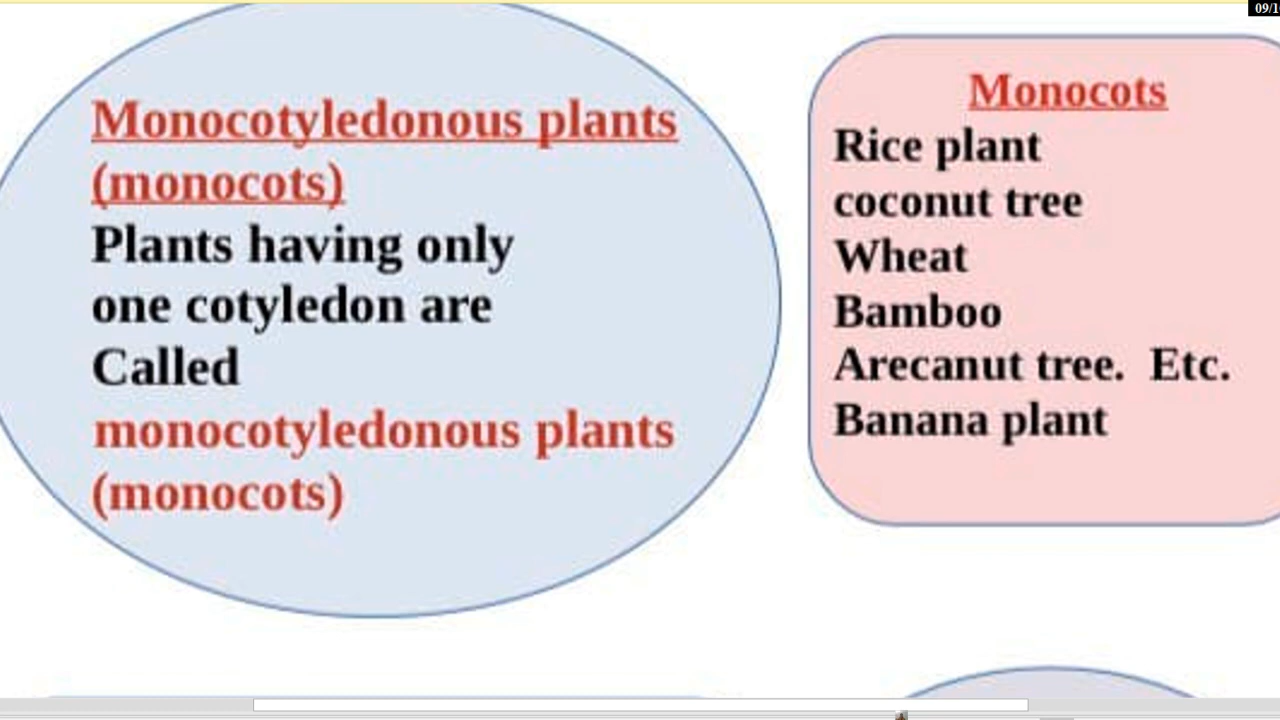 Monocotyledonous plants
(monocots)
Plants having only
one cotyledon are
Called
monocotyledonous plants
(monocots)
Monocots
Rice plant
coconut tree
Wheat
Bamboo
Arecanut tree.  Etc.
Banana plant